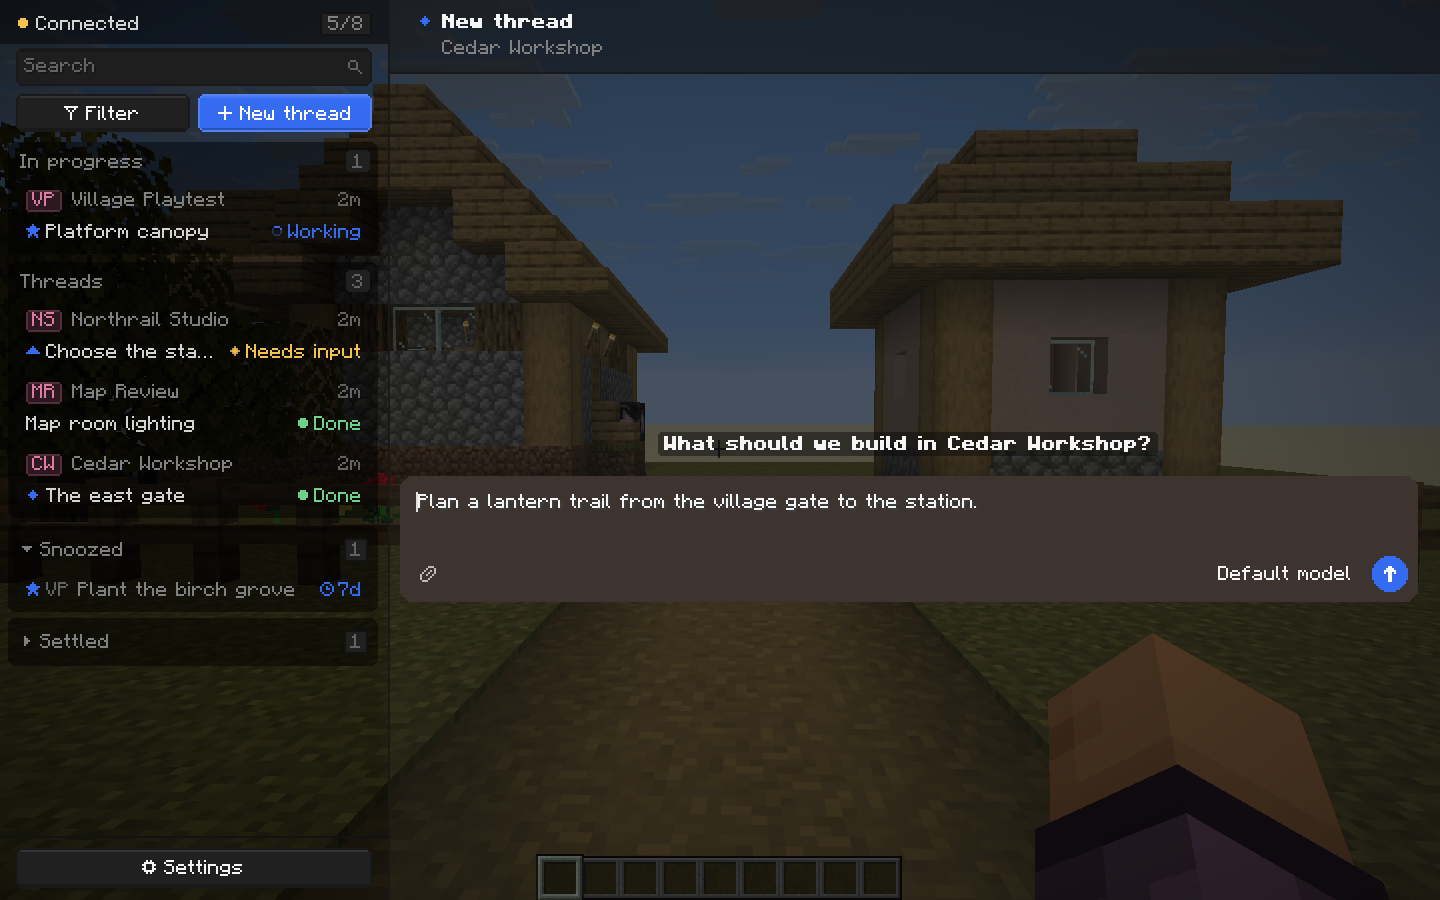 Connected 5/8
Search
Filter
New thread
In progress 1
VP Village Playtest 2m
Platform canopy Working
Threads 3
NS Northrail Studio 2m
Choose the sta... Needs input
MR Map Review 2m
Map room lighting Done
CW Cedar Workshop 2m
The east gate Done
Snoozed 1
VP Plant the birch grove 7d
Settled 1
Settings
New thread
Cedar Workshop
What should we build in Cedar Workshop?
Plan a lantern trail from the village gate to the station.
Default model